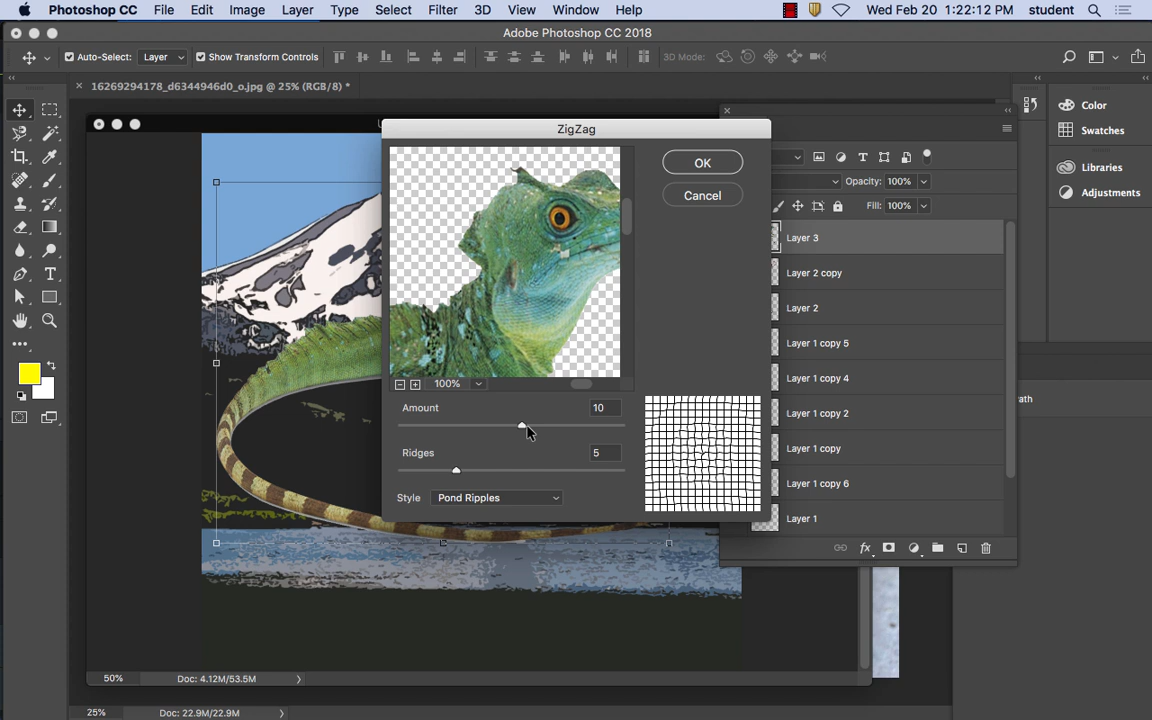 Photoshop CC File Edit Image Layer Type Select Filter 3D View Window Help Wed Feb 20 1:22:12 PM student
Adobe Photoshop CC 2018
Auto-Select: Layer Show Transform Controls 3D Mode:
× 16269294178_d6344946d0_o.jpg @ 25% (RGB/8) *
ZigZag
OK
Cancel
100%
Amount 10
Ridges 5
Style Pond Ripples
Opacity: 100%
Fill: 100%
Layer 3
Layer 2 copy
Layer 2
Layer 1 copy 5
Layer 1 copy 4
Layer 1 copy 2
Layer 1 copy
Layer 1 copy 6
Layer 1
fx
Color
Swatches
Libraries
Adjustments
50% Doc: 4.12M/53.5M
25% Doc: 22.9M/22.9M